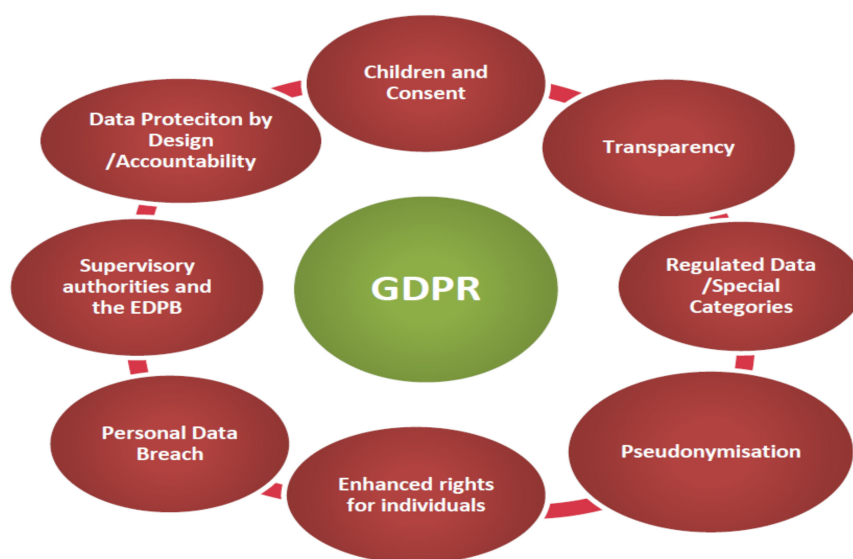 Children and
Consent
Transparency
Regulated Data
/Special
Categories
Pseudonymisation
Enhanced rights
for individuals
Personal Data
Breach
Supervisory
authorities and
the EDPB
Data Proteciton by
Design
/Accountability
GDPR